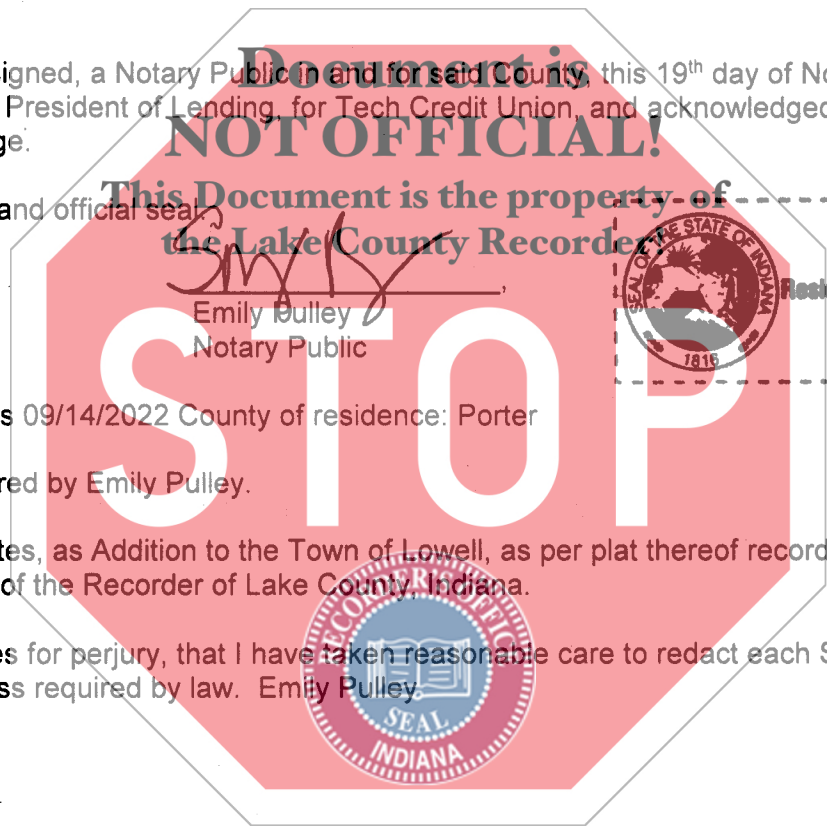 Document is
igned, a Notary Public in and for said County, this 19th day of No
President of Lending, for Tech Credit Union, and acknowledged
NOT OFFICIAL!
ge.
This Document is the property of
and official seal.
the Lake County Recorder!
SEAL OF THE STATE OF INDIANA
1816
Resi
Emily Pulley
Notary Public
STOP
s 09/14/2022 County of residence: Porter
red by Emily Pulley.
tes, as Addition to the Town of Lowell, as per plat thereof record
of the Recorder of Lake County, Indiana.
RECORDER'S OFFICE
es for perjury, that I have taken reasonable care to redact each S
ss required by law. Emily Pulley.
SEAL
INDIANA